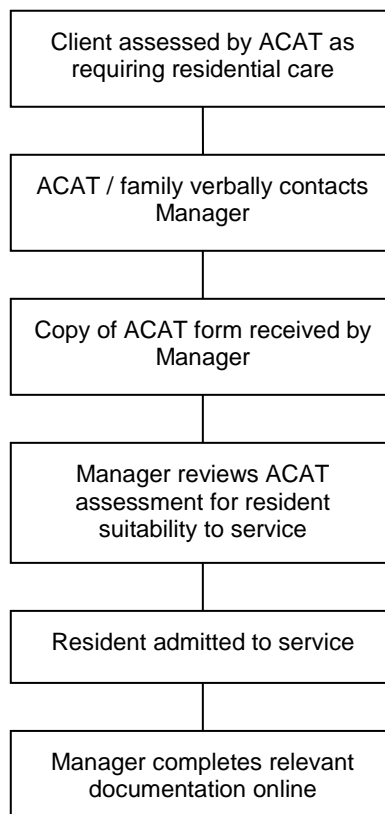 Client assessed by ACAT as
requiring residential care
ACAT / family verbally contacts
Manager
Copy of ACAT form received by
Manager
Manager reviews ACAT
assessment for resident
suitability to service
Resident admitted to service
Manager completes relevant
documentation online